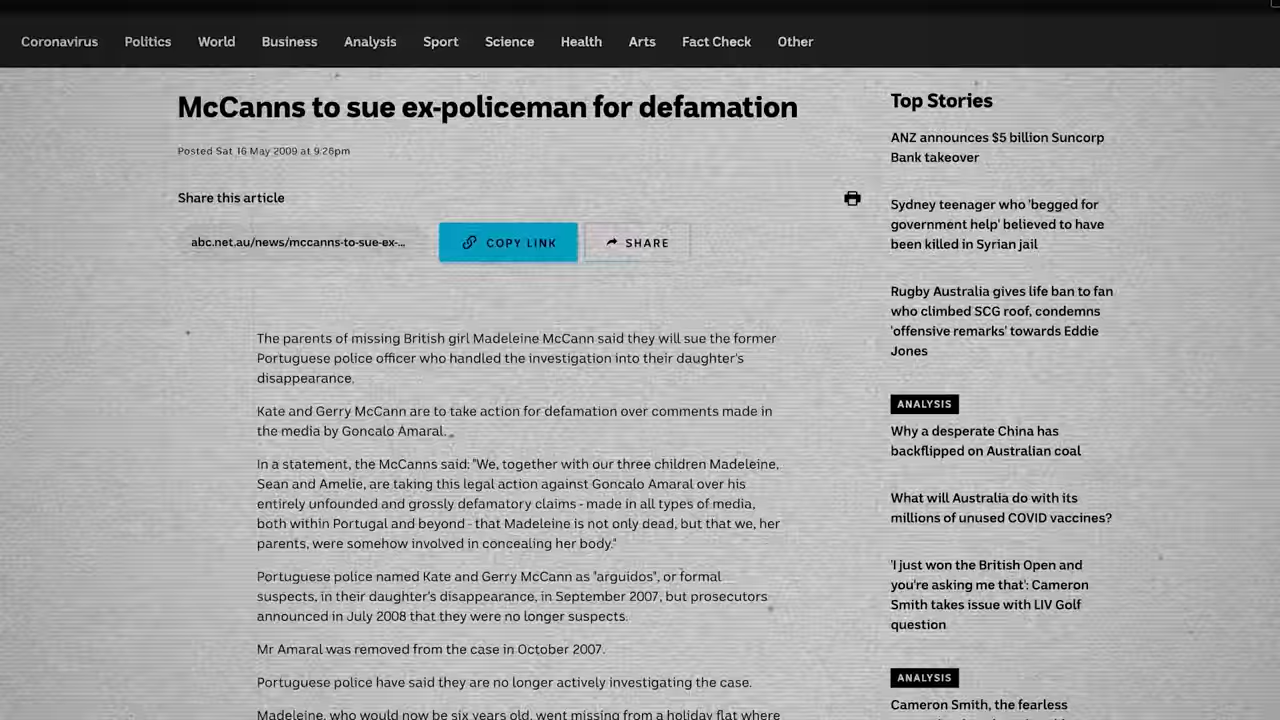 Coronavirus Politics World Business Analysis Sport Science Health Arts Fact Check Other
McCanns to sue ex-policeman for defamation
Posted Sat 16 May 2009 at 9:26pm
Share this article
abc.net.au/news/mccanns-to-sue-ex-...
COPY LINK
SHARE
The parents of missing British girl Madeleine McCann said they will sue the former
Portuguese police officer who handled the investigation into their daughter's
disappearance.
Kate and Gerry McCann are to take action for defamation over comments made in
the media by Goncalo Amaral.
In a statement, the McCanns said: "We, together with our three children Madeleine,
Sean and Amelie, are taking this legal action against Goncalo Amaral over his
entirely unfounded and grossly defamatory claims - made in all types of media,
both within Portugal and beyond - that Madeleine is not only dead, but that we, her
parents, were somehow involved in concealing her body."
Portuguese police named Kate and Gerry McCann as "arguidos", or formal
suspects, in their daughter's disappearance, in September 2007, but prosecutors
announced in July 2008 that they were no longer suspects.
Mr Amaral was removed from the case in October 2007.
Portuguese police have said they are no longer actively investigating the case.
Madeleine, who would now be six years old, went missing from a holiday flat where
Top Stories
ANZ announces $5 billion Suncorp
Bank takeover
Sydney teenager who 'begged for
government help' believed to have
been killed in Syrian jail
Rugby Australia gives life ban to fan
who climbed SCG roof, condemns
'offensive remarks' towards Eddie
Jones
ANALYSIS
Why a desperate China has
backflipped on Australian coal
What will Australia do with its
millions of unused COVID vaccines?
'I just won the British Open and
you're asking me that': Cameron
Smith takes issue with LIV Golf
question
ANALYSIS
Cameron Smith, the fearless